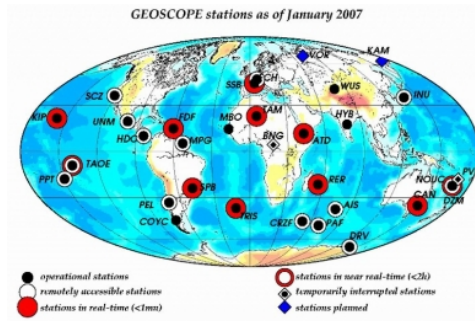 GEOSCOPE stations as of January 2007
VOR
KAM
ECH
SSB
SCZ
WUS
INU
KIP
UNM
FDF
MBO
TAM
HYB
HDC
MPG
BNG
ATD
TAOE
PPT
SPB
RER
NOUC
PVC
CAN
DZM
PEL
TRIS
AIS
COYC
CRZF
PAF
DRV
operational stations
remotely accessible stations
stations in real-time (<1mn)
stations in near real-time (<2h)
temporarily interrupted stations
stations planned